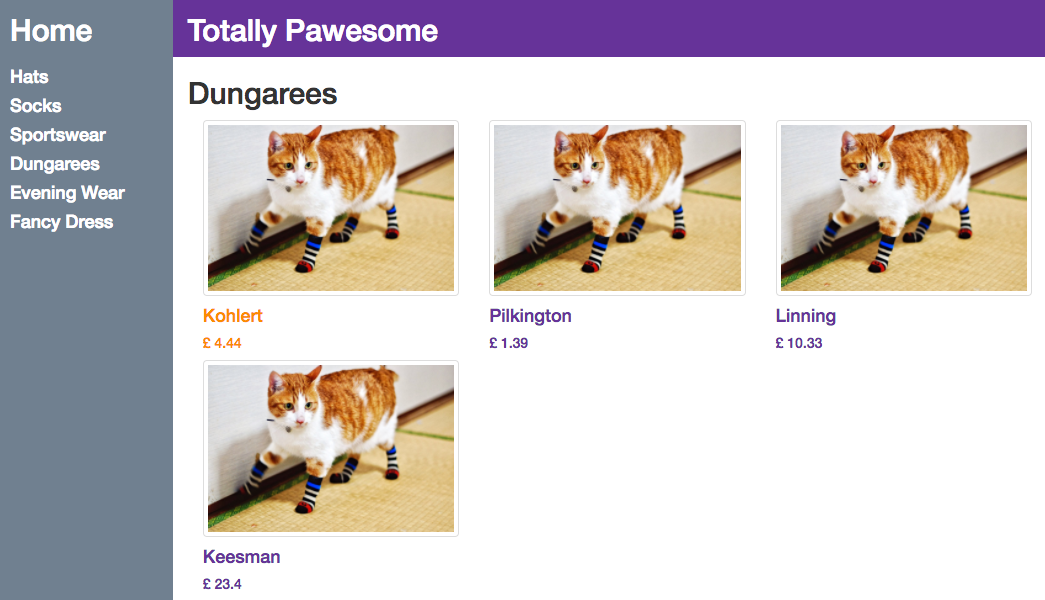 Home
Totally Pawesome
Hats
Socks
Sportswear
Dungarees
Evening Wear
Fancy Dress
Dungarees
Kohlert
£ 4.44
Pilkington
£ 1.39
Linning
£ 10.33
Keesman
£ 23.4